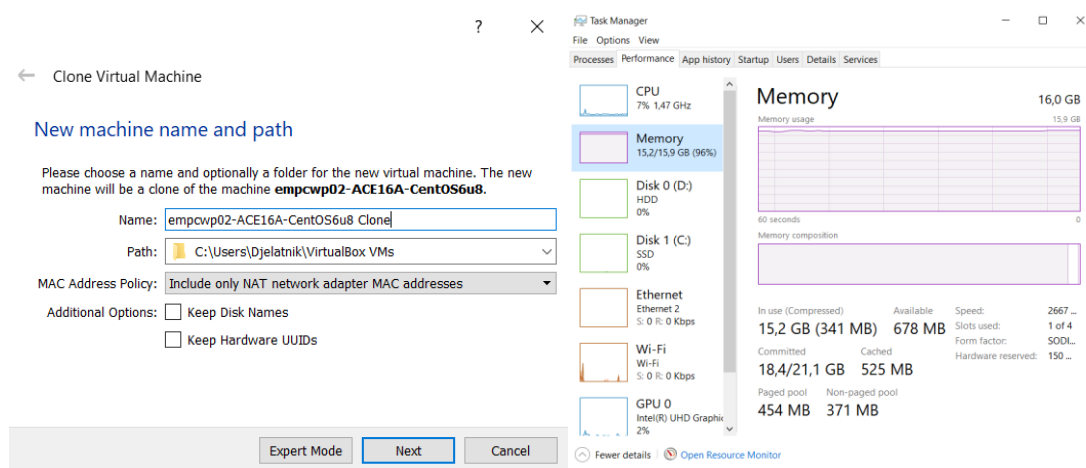 ?
Clone Virtual Machine
New machine name and path
Please choose a name and optionally a folder for the new virtual machine. The new
machine will be a clone of the machine empcwp02-ACE16A-CentOS6u8.
Name: empcwp02-ACE16A-CentOS6u8 Clone
Path: C:\Users\Djelatnik\VirtualBox VMs
MAC Address Policy: Include only NAT network adapter MAC addresses
Additional Options: Keep Disk Names
Keep Hardware UUIDs
Expert Mode Next Cancel
Task Manager
File Options View
Processes Performance App history Startup Users Details Services
CPU
7% 1,47 GHz
Memory
15,2/15,9 GB (96%)
Disk 0 (D:)
HDD
0%
Disk 1 (C:)
SSD
0%
Ethernet
Ethernet 2
S: 0 R: 0 Kbps
Wi-Fi
Wi-Fi
S: 0 R: 0 Kbps
GPU 0
Intel(R) UHD Graphic
2%
Memory 16,0 GB
Memory usage 15,9 GB
60 seconds 0
Memory composition
In use (Compressed) Available
15,2 GB (341 MB) 678 MB
Committed Cached
18,4/21,1 GB 525 MB
Paged pool Non-paged pool
454 MB 371 MB
Speed: 2667 ...
Slots used: 1 of 4
Form factor: SODI...
Hardware reserved: 150 ...
Fewer details Open Resource Monitor